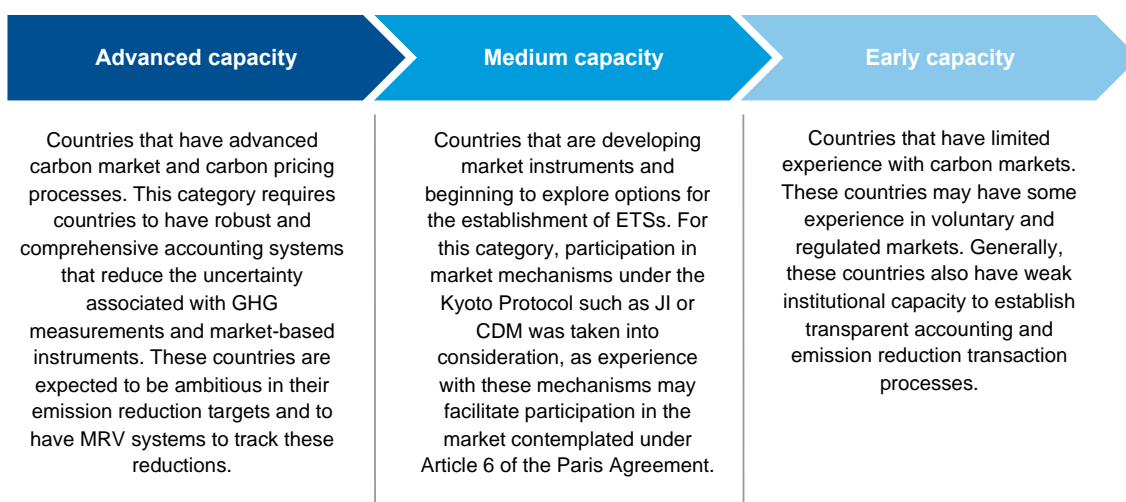 Advanced capacity
Countries that have advanced
carbon market and carbon pricing
processes. This category requires
countries to have robust and
comprehensive accounting systems
that reduce the uncertainty
associated with GHG
measurements and market-based
instruments. These countries are
expected to be ambitious in their
emission reduction targets and to
have MRV systems to track these
reductions.
Medium capacity
Countries that are developing
market instruments and
beginning to explore options for
the establishment of ETSs. For
this category, participation in
market mechanisms under the
Kyoto Protocol such as JI or
CDM was taken into
consideration, as experience
with these mechanisms may
facilitate participation in the
market contemplated under
Article 6 of the Paris Agreement.
Early capacity
Countries that have limited
experience with carbon markets.
These countries may have some
experience in voluntary and
regulated markets. Generally,
these countries also have weak
institutional capacity to establish
transparent accounting and
emission reduction transaction
processes.